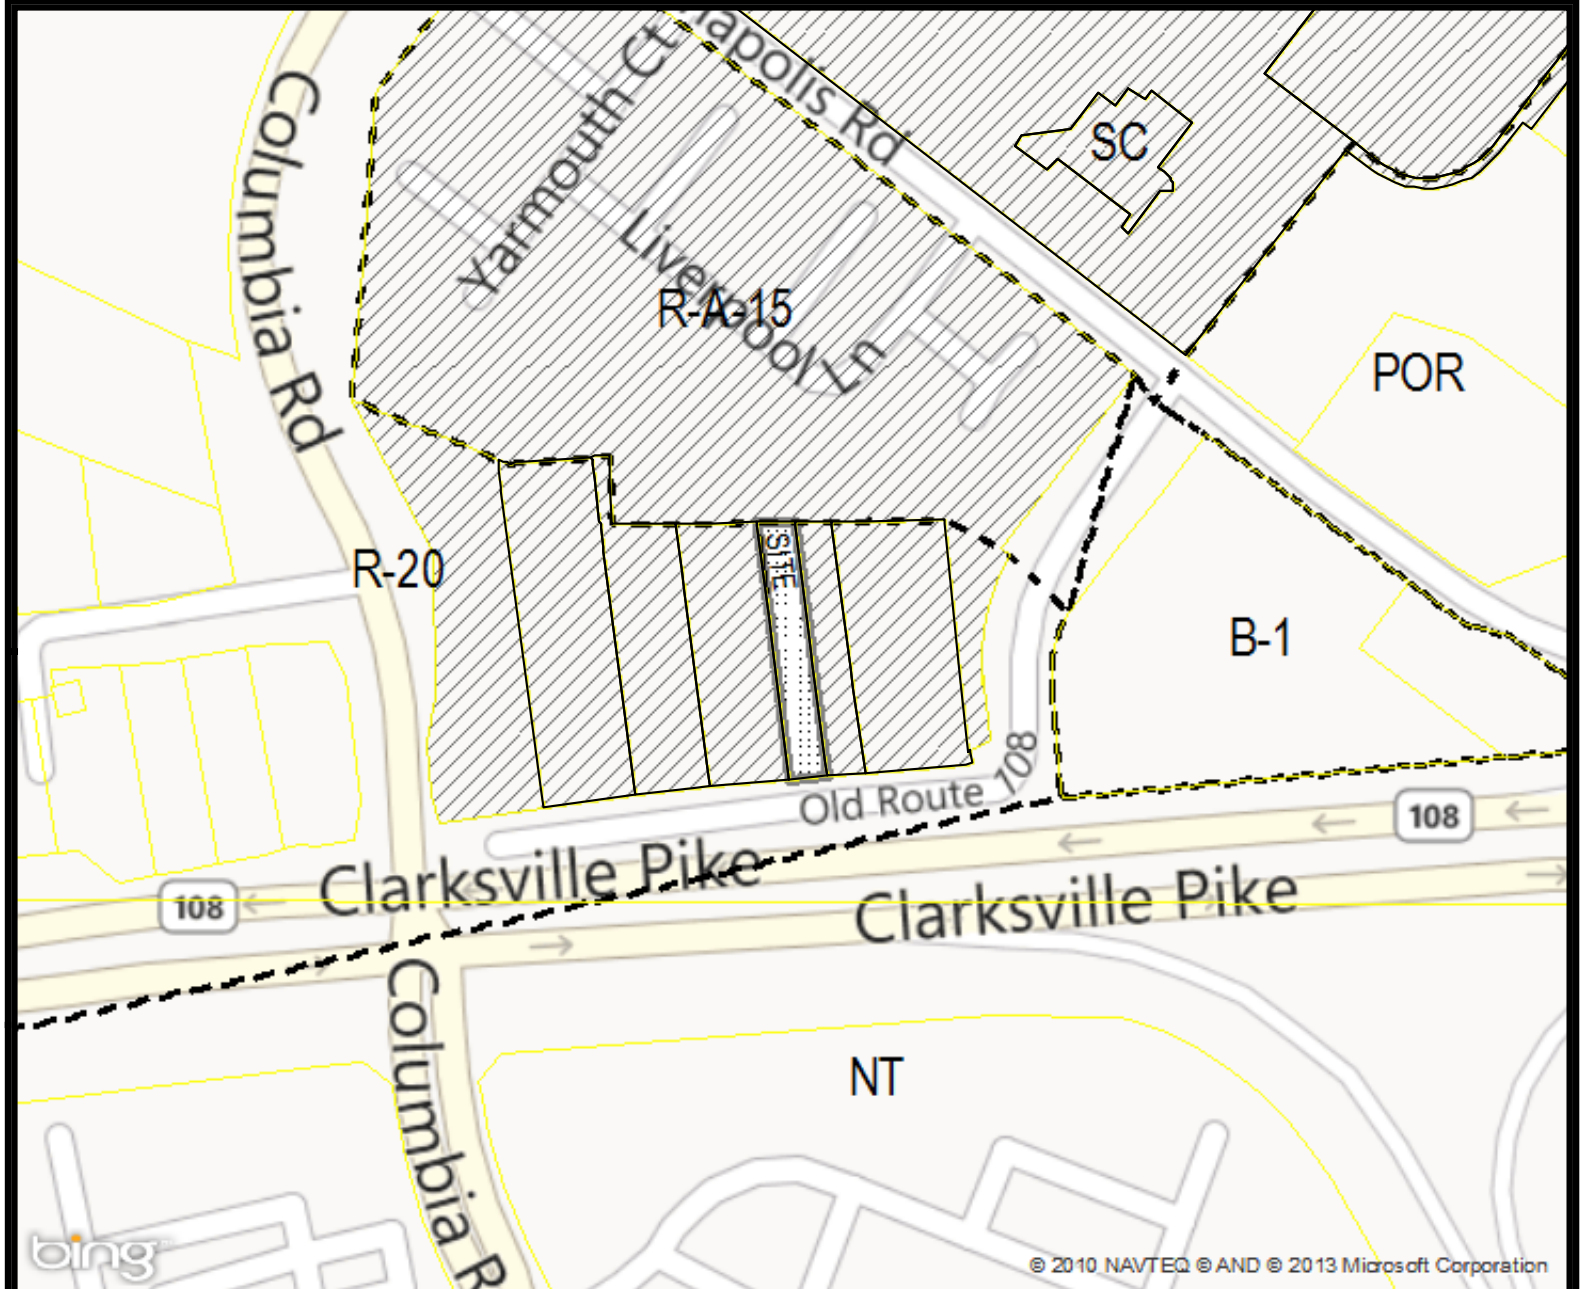 Columbia Rd
Yarmouth Ct
napolis Rd
SC
Liverpool Ln
R-A-15
POR
R-20
SITE
B-1
108
Old Route
108
Clarksville Pike
108
Clarksville Pike
Columbia R
NT
bing
© 2010 NAVTEQ © AND © 2013 Microsoft Corporation